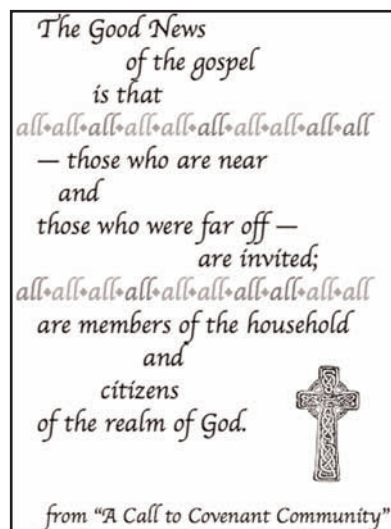 The Good News
of the gospel
is that
all◆all◆all◆all◆all◆all◆all◆all◆all◆all
— those who are near
and
those who were far off —
are invited;
all◆all◆all◆all◆all◆all◆all◆all◆all◆all
are members of the household
and
citizens
of the realm of God.
from “A Call to Covenant Community”